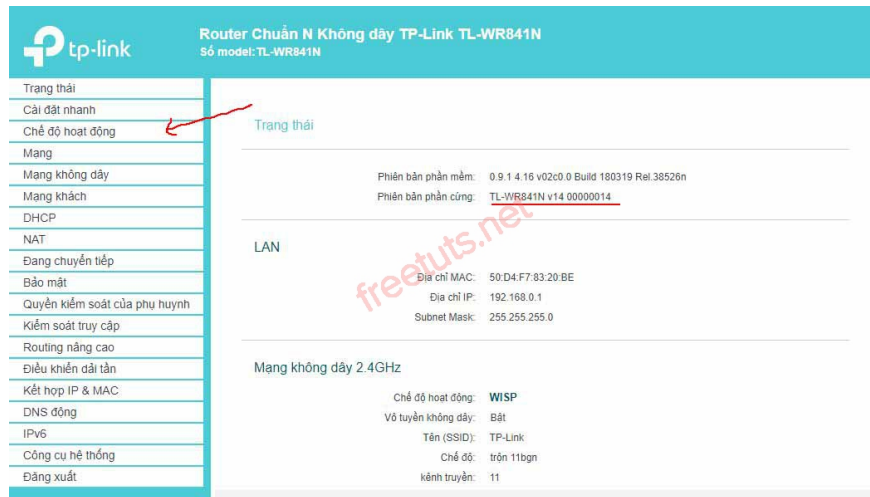 tp-link
Router Chuẩn N Không dây TP-Link TL-WR841N
Số model:TL-WR841N
Trạng thái
Cài đặt nhanh
Chế độ hoạt động
Mạng
Mạng không dây
Mạng khách
DHCP
NAT
Đang chuyển tiếp
Bảo mật
Quyền kiểm soát của phụ huynh
Kiểm soát truy cập
Routing nâng cao
Điều khiển dải tần
Kết hợp IP & MAC
DNS động
IPv6
Công cụ hệ thống
Đăng xuất
Trạng thái
Phiên bản phần mềm: 0.9.1 4.16 v02c0.0 Build 180319 Rel.38526n
Phiên bản phần cứng: TL-WR841N v14 00000014
LAN
Địa chỉ MAC: 50:D4:F7:83:20:BE
Địa chỉ IP: 192.168.0.1
Subnet Mask: 255.255.255.0
freetuts.net
Mạng không dây 2.4GHz
Chế độ hoạt động: WISP
Vô tuyến không dây: Bật
Tên (SSID): TP-Link
Chế độ: trộn 11bgn
kênh truyền: 11